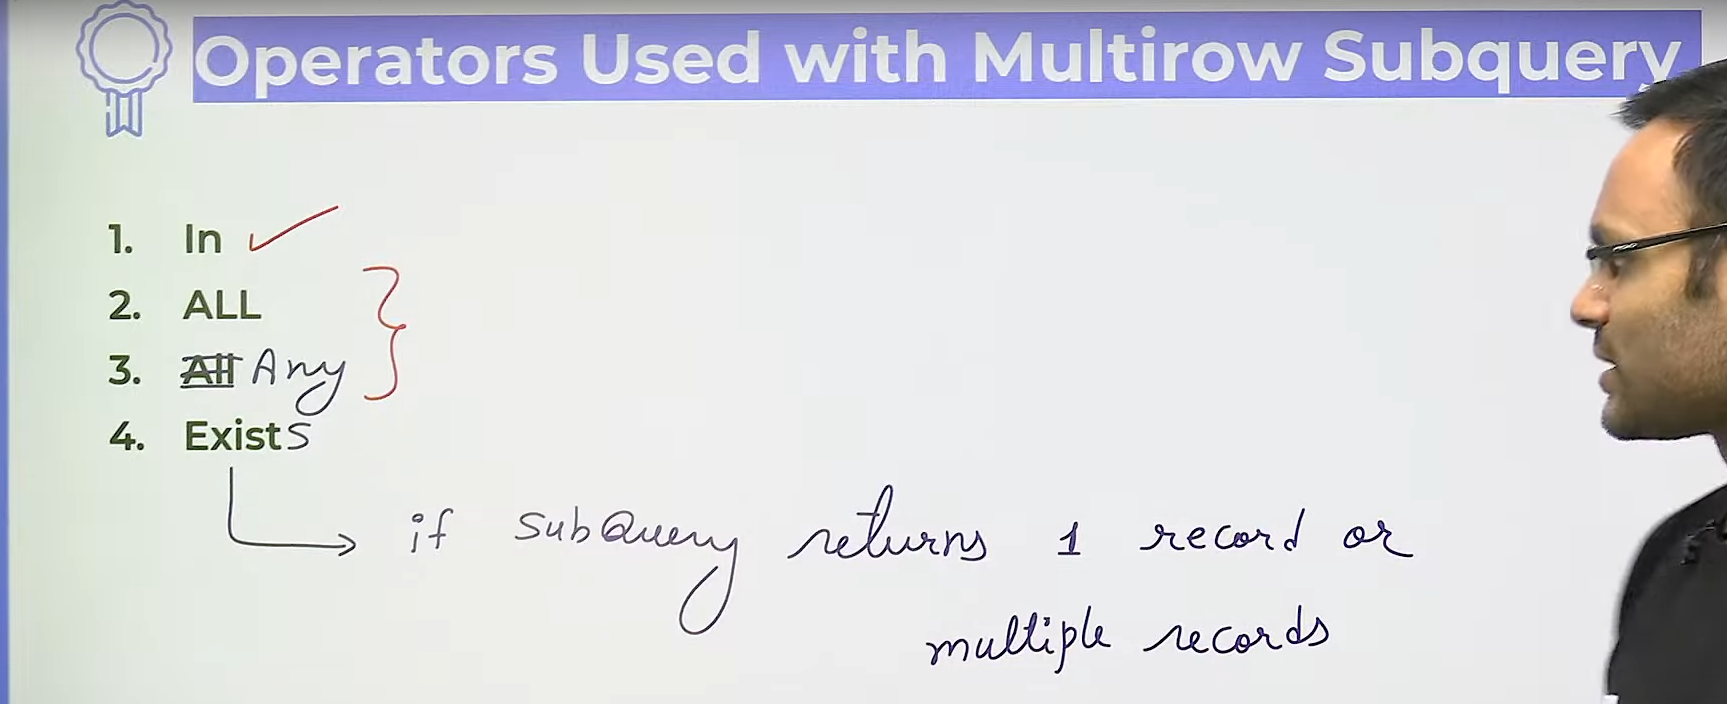 Operators Used with Multirow Subquery
1. In
2. ALL
3. All Any
4. Exists
if SubQuery returns 1 record or
multiple records